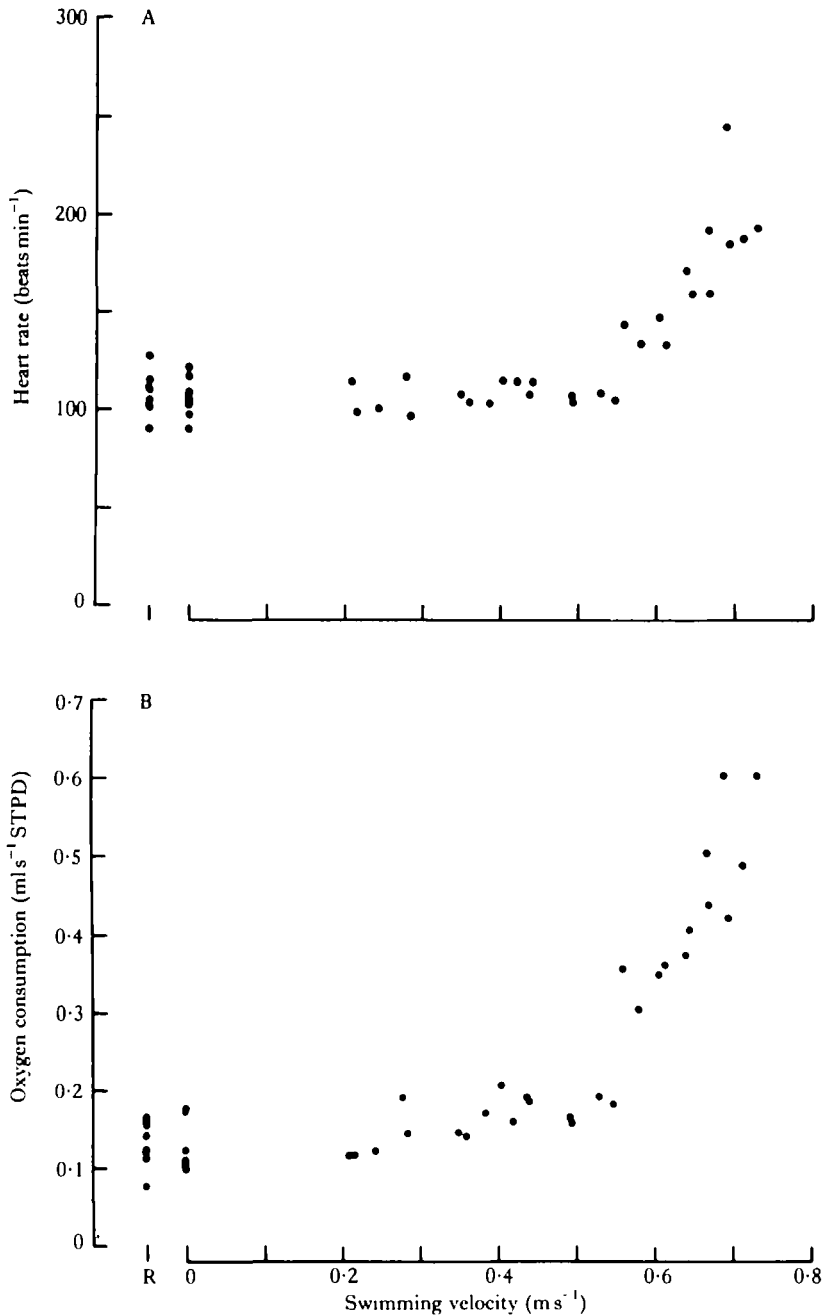 A
300
200
100
0
Heart rate (beats min⁻¹)
B
0·7
0·6
0·5
0·4
0·3
0·2
0·1
0
Oxygen consumption (ml s⁻¹ STPD)
R 0 0·2 0·4 0·6 0·8
Swimming velocity (m s⁻¹)